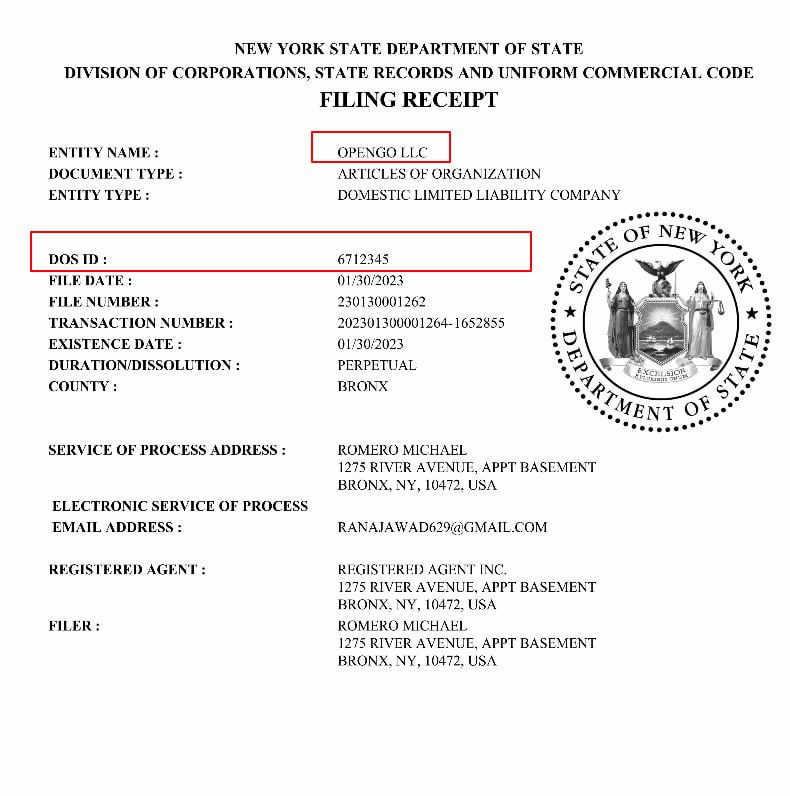 NEW YORK STATE DEPARTMENT OF STATE
DIVISION OF CORPORATIONS, STATE RECORDS AND UNIFORM COMMERCIAL CODE
FILING RECEIPT
ENTITY NAME : OPENGO LLC
DOCUMENT TYPE : ARTICLES OF ORGANIZATION
ENTITY TYPE : DOMESTIC LIMITED LIABILITY COMPANY
DOS ID : 6712345
FILE DATE : 01/30/2023
FILE NUMBER : 230130001262
TRANSACTION NUMBER : 202301300001264-1652855
EXISTENCE DATE : 01/30/2023
DURATION/DISSOLUTION : PERPETUAL
COUNTY : BRONX
STATE OF NEW YORK
EXCELSIOR
E PLURIBUS UNUM
DEPARTMENT OF STATE
SERVICE OF PROCESS ADDRESS : ROMERO MICHAEL
1275 RIVER AVENUE, APPT BASEMENT
BRONX, NY, 10472, USA
ELECTRONIC SERVICE OF PROCESS
EMAIL ADDRESS : RANAJAWAD629@GMAIL.COM
REGISTERED AGENT : REGISTERED AGENT INC.
1275 RIVER AVENUE, APPT BASEMENT
BRONX, NY, 10472, USA
FILER : ROMERO MICHAEL
1275 RIVER AVENUE, APPT BASEMENT
BRONX, NY, 10472, USA